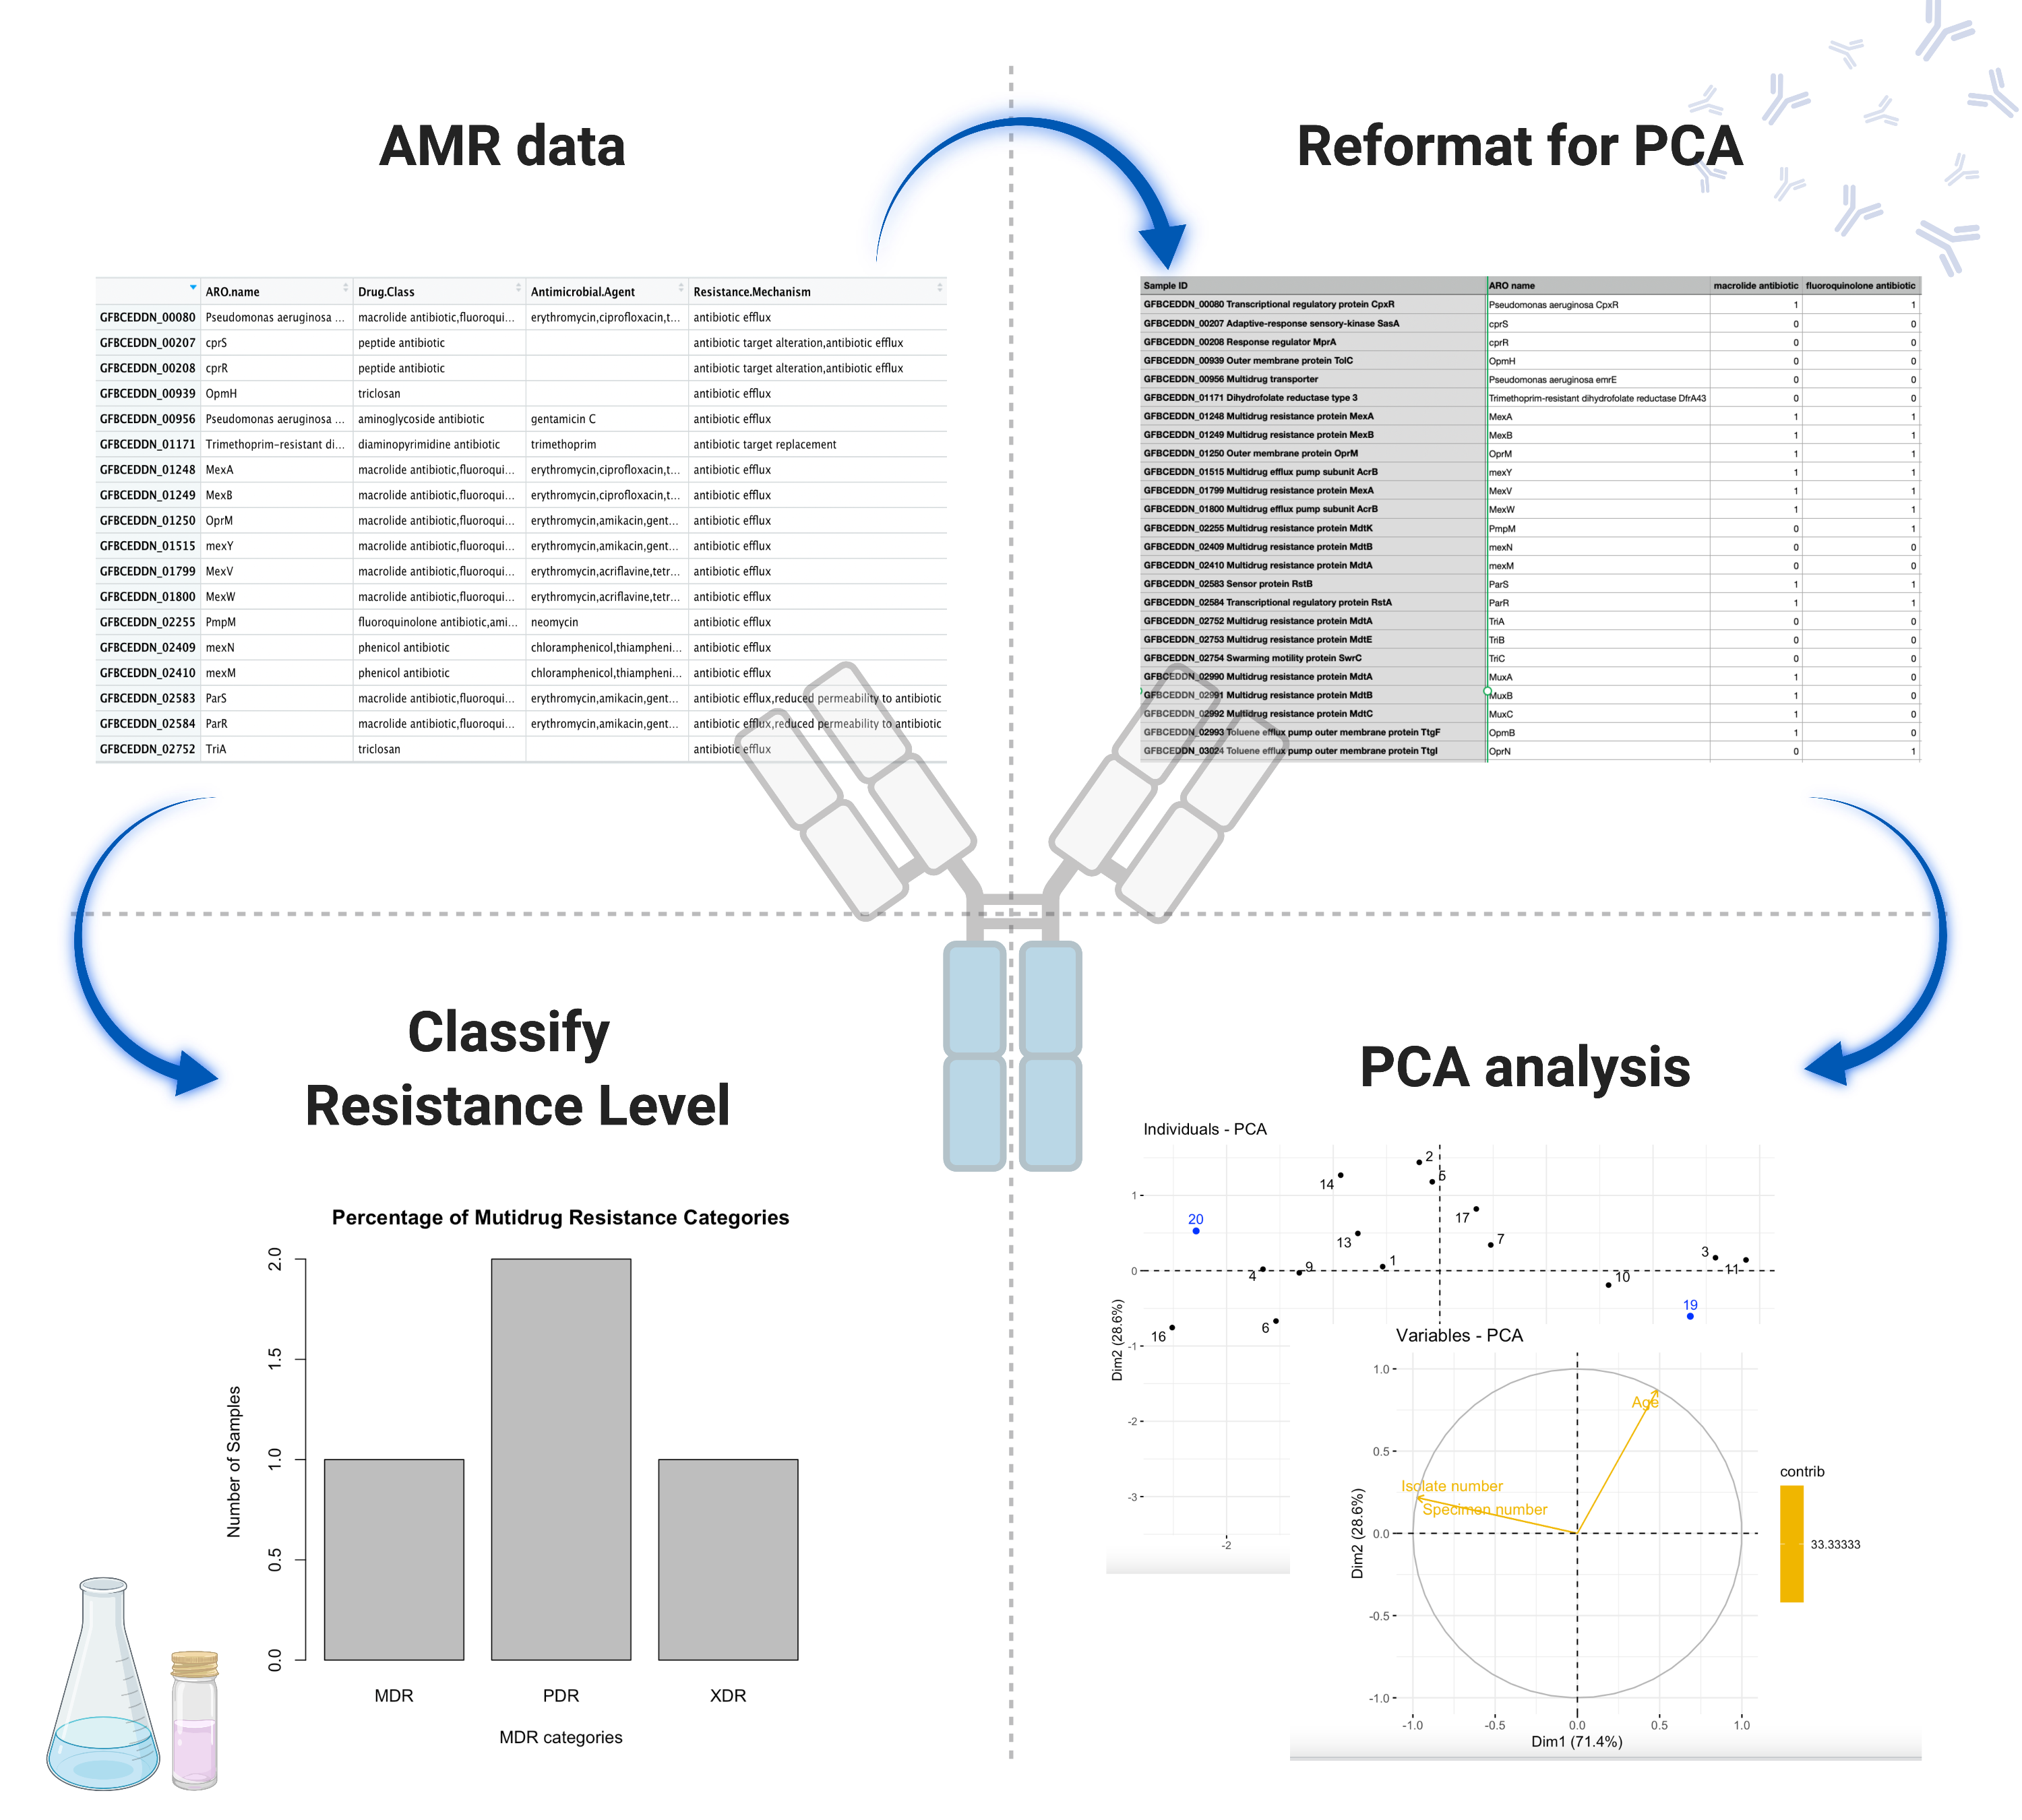 AMR data
ARO.name Drug.Class Antimicrobial.Agent Resistance.Mechanism
GFBCEDDN_00080 Pseudomonas aeruginosa ... macrolide antibiotic,fluoroqui... erythromycin,ciprofloxacin,t... antibiotic efflux
GFBCEDDN_00207 cprS peptide antibiotic antibiotic target alteration,antibiotic efflux
GFBCEDDN_00208 cprR peptide antibiotic antibiotic target alteration,antibiotic efflux
GFBCEDDN_00939 OpmH triclosan antibiotic efflux
GFBCEDDN_00956 Pseudomonas aeruginosa ... aminoglycoside antibiotic gentamicin C antibiotic efflux
GFBCEDDN_01171 Trimethoprim-resistant di... diaminopyrimidine antibiotic trimethoprim antibiotic target replacement
GFBCEDDN_01248 MexA macrolide antibiotic,fluoroqui... erythromycin,ciprofloxacin,t... antibiotic efflux
GFBCEDDN_01249 MexB macrolide antibiotic,fluoroqui... erythromycin,ciprofloxacin,t... antibiotic efflux
GFBCEDDN_01250 OprM macrolide antibiotic,fluoroqui... erythromycin,amikacin,gent... antibiotic efflux
GFBCEDDN_01515 mexY macrolide antibiotic,fluoroqui... erythromycin,amikacin,gent... antibiotic efflux
GFBCEDDN_01799 MexV macrolide antibiotic,fluoroqui... erythromycin,acriflavine,tetr... antibiotic efflux
GFBCEDDN_01800 MexW macrolide antibiotic,fluoroqui... erythromycin,acriflavine,tetr... antibiotic efflux
GFBCEDDN_02255 PmpM fluoroquinolone antibiotic,ami... neomycin antibiotic efflux
GFBCEDDN_02409 mexN phenicol antibiotic chloramphenicol,thiampheni... antibiotic efflux
GFBCEDDN_02410 mexM phenicol antibiotic chloramphenicol,thiampheni... antibiotic efflux
GFBCEDDN_02583 ParS macrolide antibiotic,fluoroqui... erythromycin,amikacin,gent... antibiotic efflux,reduced permeability to antibiotic
GFBCEDDN_02584 ParR macrolide antibiotic,fluoroqui... erythromycin,amikacin,gent... antibiotic efflux,reduced permeability to antibiotic
GFBCEDDN_02752 TriA triclosan antibiotic efflux
Reformat for PCA
Sample ID ARO name macrolide antibiotic fluoroquinolone antibiotic
GFBCEDDN_00080 Transcriptional regulatory protein CpxR Pseudomonas aeruginosa CpxR 1 1
GFBCEDDN_00207 Adaptive-response sensory-kinase SasA cprS 0 0
GFBCEDDN_00208 Response regulator MprA cprR 0 0
GFBCEDDN_00939 Outer membrane protein TolC OpmH 0 0
GFBCEDDN_00956 Multidrug transporter Pseudomonas aeruginosa emrE 0 0
GFBCEDDN_01171 Dihydrofolate reductase type 3 Trimethoprim-resistant dihydrofolate reductase DfrA43 0 0
GFBCEDDN_01248 Multidrug resistance protein MexA MexA 1 1
GFBCEDDN_01249 Multidrug resistance protein MexB MexB 1 1
GFBCEDDN_01250 Outer membrane protein OprM OprM 1 1
GFBCEDDN_01515 Multidrug efflux pump subunit AcrB mexY 1 1
GFBCEDDN_01799 Multidrug resistance protein MexA MexV 1 1
GFBCEDDN_01800 Multidrug efflux pump subunit AcrB MexW 1 1
GFBCEDDN_02255 Multidrug resistance protein MdtK PmpM 0 1
GFBCEDDN_02409 Multidrug resistance protein MdtB mexN 0 0
GFBCEDDN_02410 Multidrug resistance protein MdtA mexM 0 0
GFBCEDDN_02583 Sensor protein RstB ParS 1 1
GFBCEDDN_02584 Transcriptional regulatory protein RstA ParR 1 1
GFBCEDDN_02752 Multidrug resistance protein MdtA TriA 0 0
GFBCEDDN_02753 Multidrug resistance protein MdtE TriB 0 0
GFBCEDDN_02754 Swarming motility protein SwrC TriC 0 0
GFBCEDDN_02990 Multidrug resistance protein MdtA MuxA 1 0
GFBCEDDN_02991 Multidrug resistance protein MdtB MuxB 1 0
GFBCEDDN_02992 Multidrug resistance protein MdtC MuxC 1 0
GFBCEDDN_02993 Toluene efflux pump outer membrane protein TtgF OpmB 1 0
GFBCEDDN_03024 Toluene efflux pump outer membrane protein TtgI OprN 0 1
Classify
Resistance Level
Percentage of Mutidrug Resistance Categories
Number of Samples
2.0
1.5
1.0
0.5
0.0
MDR PDR XDR
MDR categories
PCA analysis
Individuals - PCA
Dim2 (28.6%)
1
0
-1
-2
-3
-2
2
5
14
20
17
13
7
1
3
11
4
9
10
19
16
6
Variables - PCA
Dim2 (28.6%)
1.0
0.5
0.0
-0.5
-1.0
Age
Isolate number
Specimen number
-1.0 -0.5 0.0 0.5 1.0
Dim1 (71.4%)
contrib
33.33333